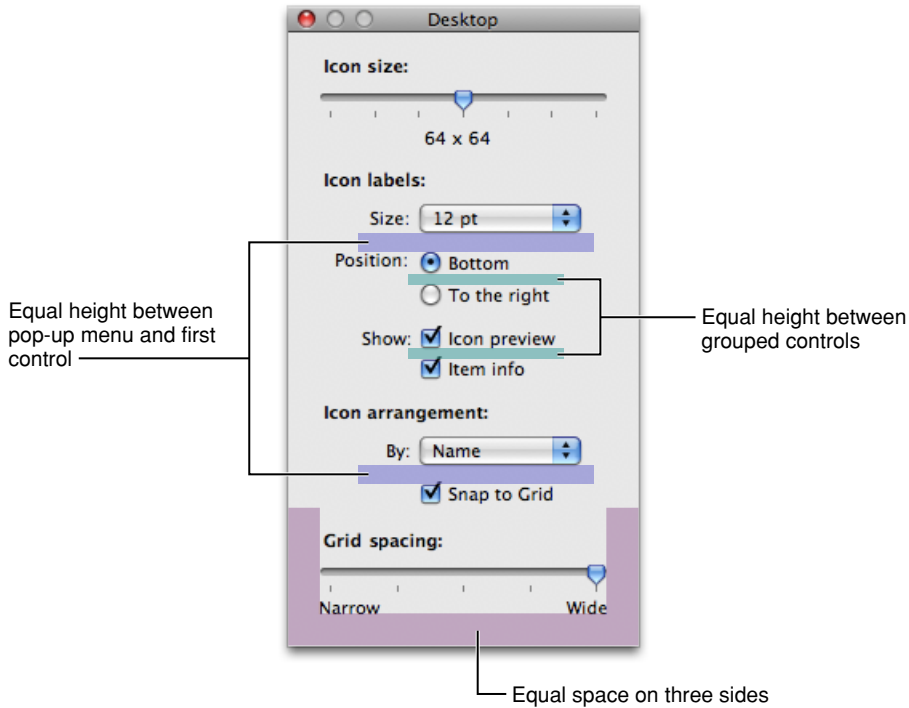 Desktop
Icon size:
64 x 64
Icon labels:
Size: 12 pt
Position: Bottom
To the right
Show: Icon preview
Item info
Icon arrangement:
By: Name
Snap to Grid
Grid spacing:
Narrow Wide
Equal height between
pop-up menu and first
control
Equal height between
grouped controls
Equal space on three sides